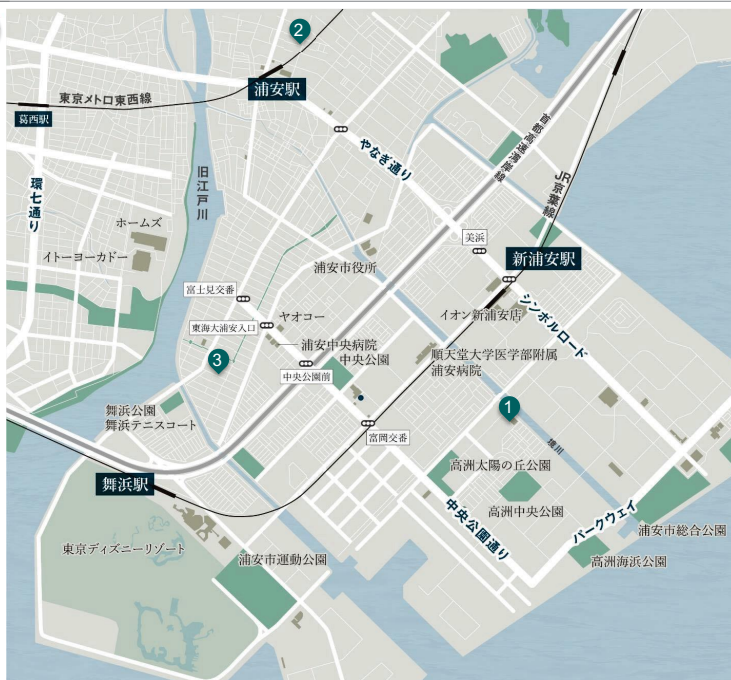 2
浦安駅
東京メトロ東西線
葛西駅
首都高速湾岸線
やなぎ通り
JR京葉線
旧江戸川
環七通り
ホームズ
イトーヨーカドー
美浜
新浦安駅
浦安市役所
富士見交番
シンボルロード
ヤオコー
イオン新浦安店
東海大浦安入口
浦安中央病院
中央公園
順天堂大学医学部附属
浦安病院
3
中央公園前
舞浜公園
舞浜テニスコート
1
富岡交番
境川
高洲太陽の丘公園
舞浜駅
高洲中央公園
中央公園通り
パークウェイ
浦安市総合公園
東京ディズニーリゾート
浦安市運動公園
高洲海浜公園